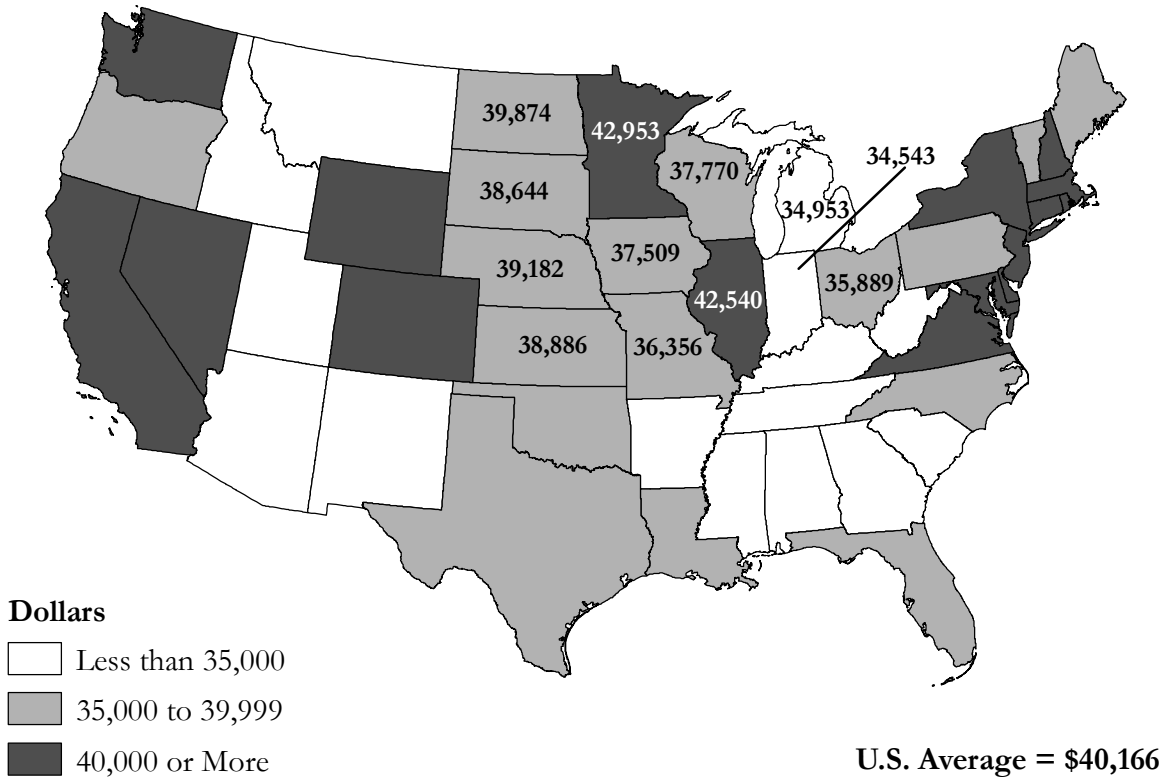 39,874
42,953
34,543
37,770
38,644
34,953
37,509
39,182
35,889
42,540
38,886
36,356
Dollars
Less than 35,000
35,000 to 39,999
40,000 or More
U.S. Average = $40,166